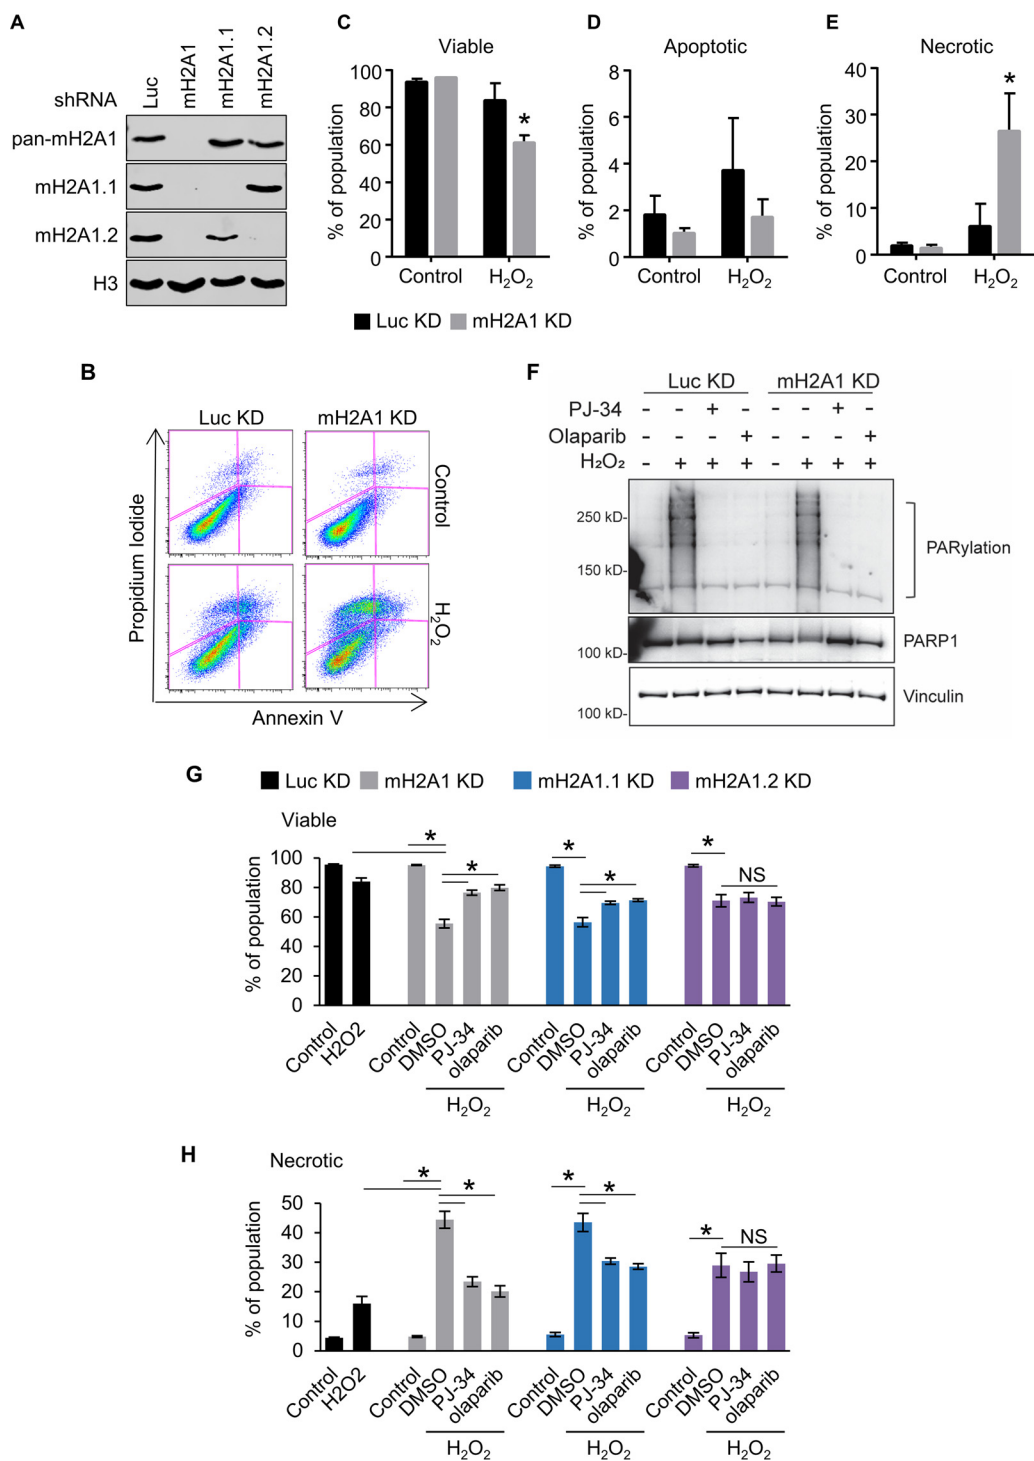 A
shRNA
Luc
mH2A1
mH2A1.1
mH2A1.2
pan-mH2A1
mH2A1.1
mH2A1.2
H3
C
Viable
% of population
100
80
60
40
20
0
*
Control
H₂O₂
D
Apoptotic
% of population
8
6
4
2
0
Control
H₂O₂
E
Necrotic
% of population
40
30
20
10
0
*
Control
H₂O₂
Luc KD
mH2A1 KD
B
Luc KD
mH2A1 KD
Control
H₂O₂
Propidium Iodide
Annexin V
F
Luc KD
mH2A1 KD
PJ-34 - - + - - - + -
Olaparib - - - + - - - +
H₂O₂ - + + + - + + +
250 kD-
150 kD-
PARylation
100 kD-
PARP1
100 kD-
Vinculin
G
Luc KD
mH2A1 KD
mH2A1.1 KD
mH2A1.2 KD
Viable
% of population
100
80
60
40
20
0
* * * * * NS
Control
H2O2
Control
DMSO
PJ-34
olaparib
H₂O₂
Control
DMSO
PJ-34
olaparib
H₂O₂
Control
DMSO
PJ-34
olaparib
H₂O₂
H
Necrotic
% of population
50
40
30
20
10
0
* * * * * NS
Control
H2O2
Control
DMSO
PJ-34
olaparib
H₂O₂
Control
DMSO
PJ-34
olaparib
H₂O₂
Control
DMSO
PJ-34
olaparib
H₂O₂